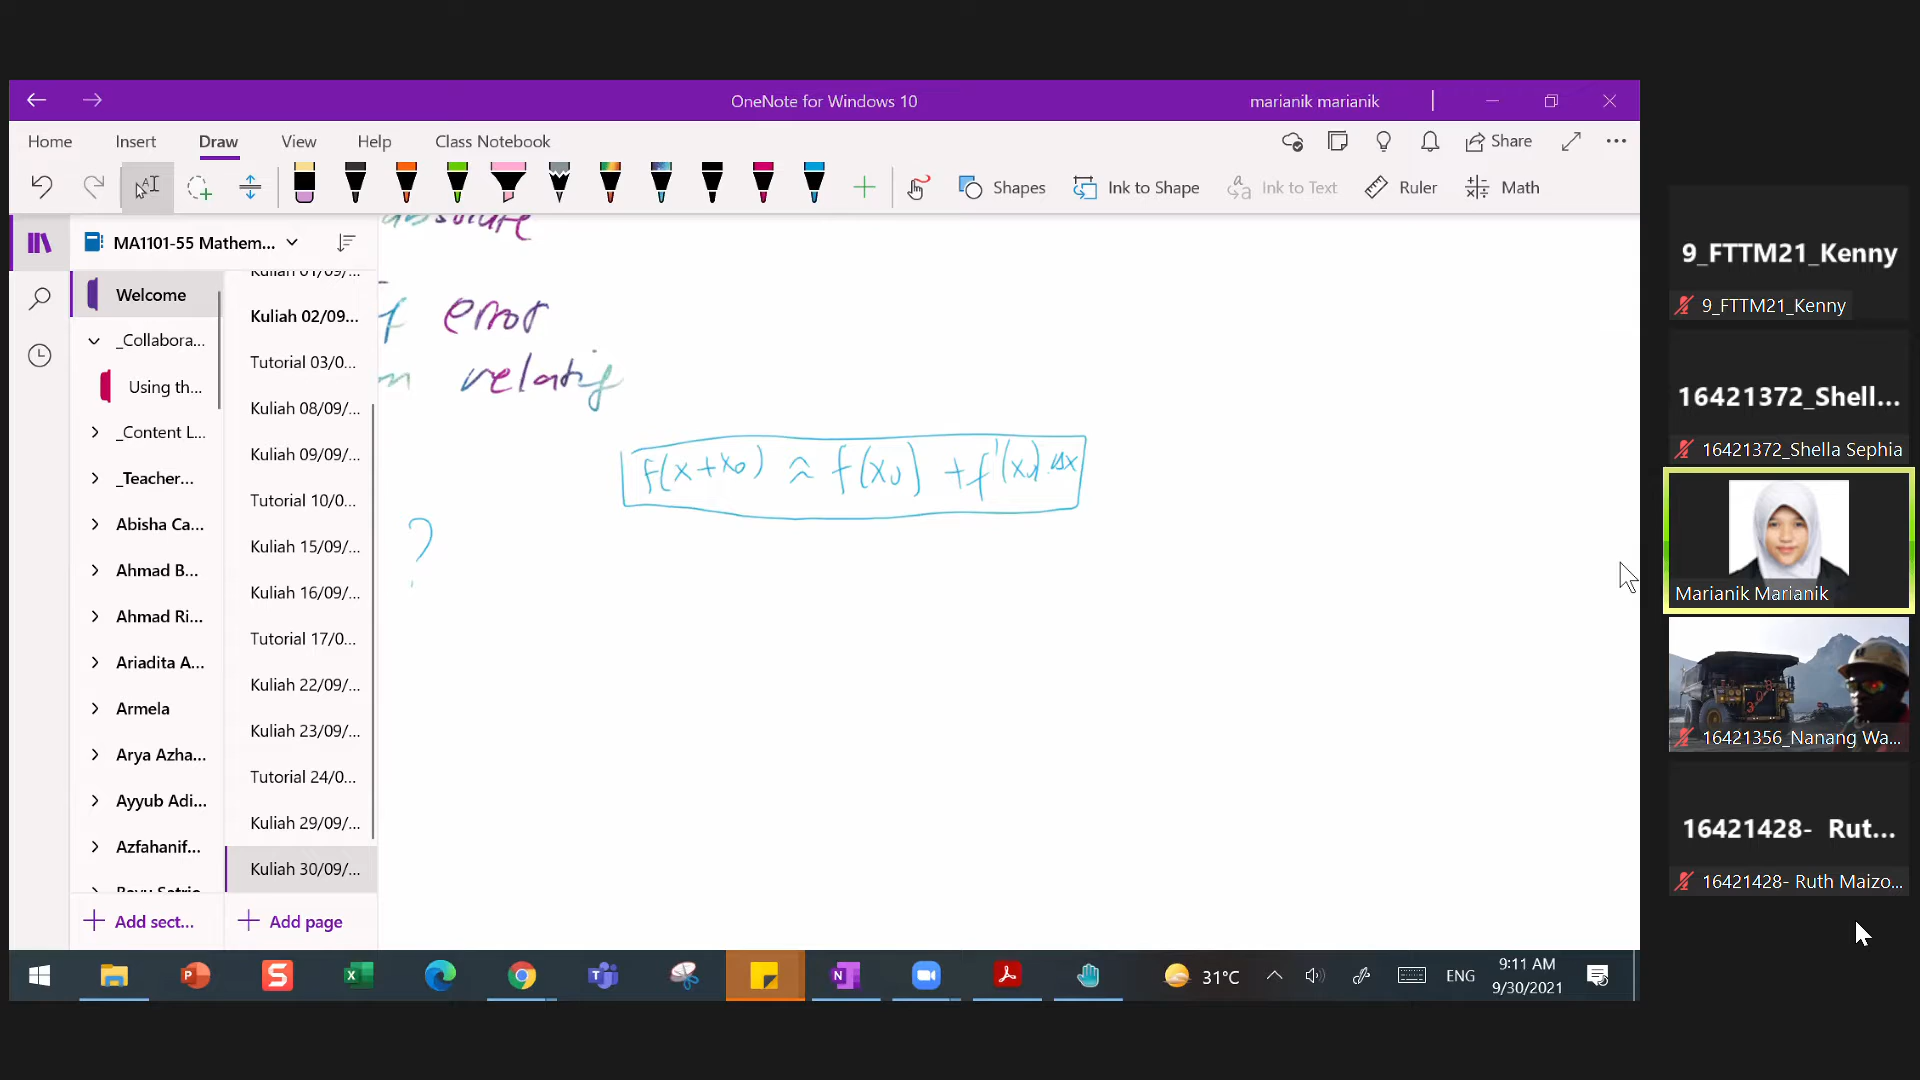 OneNote for Windows 10
marianik marianik
Home Insert Draw View Help Class Notebook
Share
Shapes Ink to Shape Ink to Text Ruler Math
MA1101-55 Mathem...
Welcome
_Collabora...
Using th...
_Content L...
_Teacher...
Abisha Ca...
Ahmad B...
Ahmad Ri...
Ariadita A...
Armela
Arya Azha...
Ayyub Adi...
Azfahanif...
Add sect...
Kuliah 01/09/...
Kuliah 02/09...
Tutorial 03/0...
Kuliah 08/09/...
Kuliah 09/09/...
Tutorial 10/0...
Kuliah 15/09/...
Kuliah 16/09/...
Tutorial 17/0...
Kuliah 22/09/...
Kuliah 23/09/...
Tutorial 24/0...
Kuliah 29/09/...
Kuliah 30/09/...
Add page
absolute
f error
relatif
f(x+x₀) ≈ f(x₀) + f'(x₀).Δx
?
9_FTTM21_Kenny
9_FTTM21_Kenny
16421372_Shell...
16421372_Shella Sephia
Marianik Marianik
16421356_Nanang Wa...
16421428- Rut...
16421428- Ruth Maizo...
31°C
ENG
9:11 AM
9/30/2021